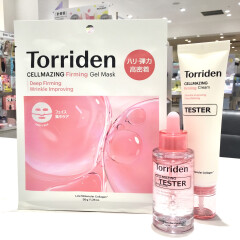 Torriden
CELLMAZING Firming Gel Mask
Deep Firming
Wrinkle Improving
ハリ・弾力
高密着
Torriden
CELLMAZING
Firming Cream
TESTER
Torriden
CELLMAZING
TESTER